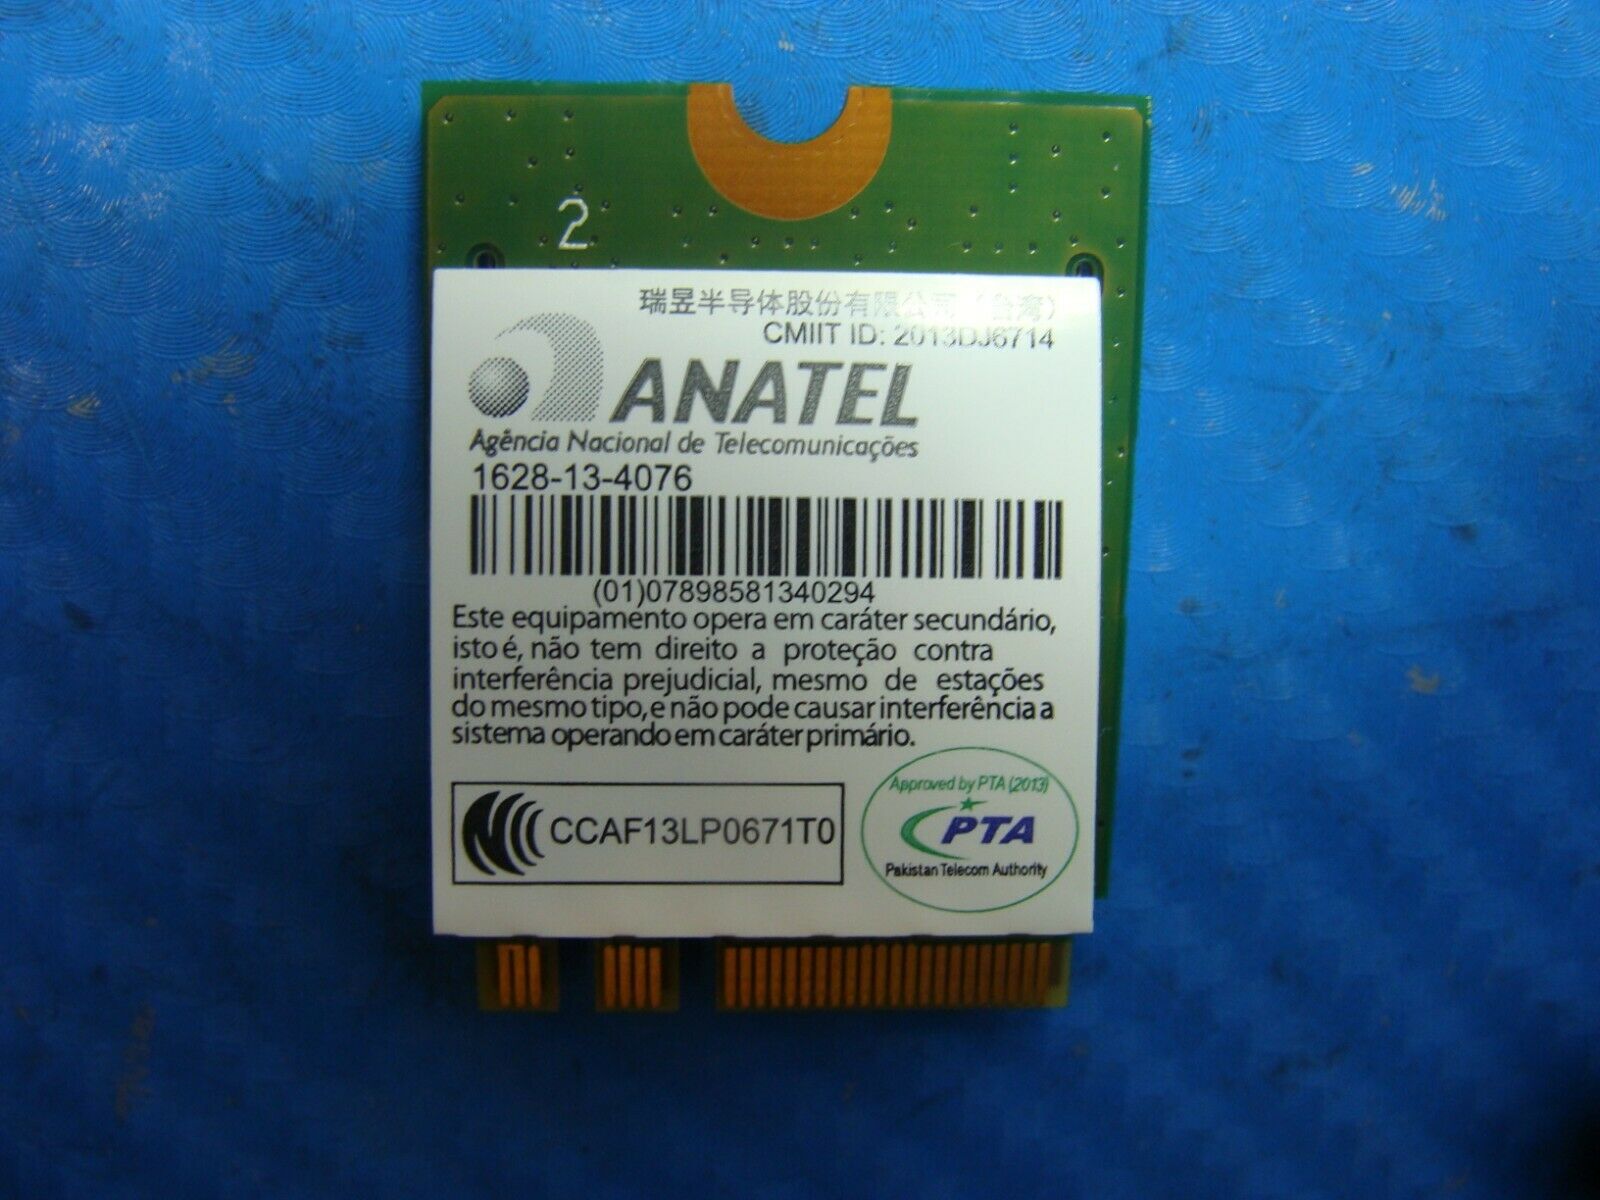 2
瑞昱半导体股份有限公司（台湾）
CMIIT ID: 2013DJ6714
ANATEL
Agência Nacional de Telecomunicações
1628-13-4076
(01)07898581340294
Este equipamento opera em caráter secundário,
isto é, não tem direito a proteção contra
interferência prejudicial, mesmo de estações
do mesmo tipo, e não pode causar interferência a
sistema operando em caráter primário.
CCAF13LP0671T0
Approved by PTA (2013)
PTA
Pakistan Telecom Authority